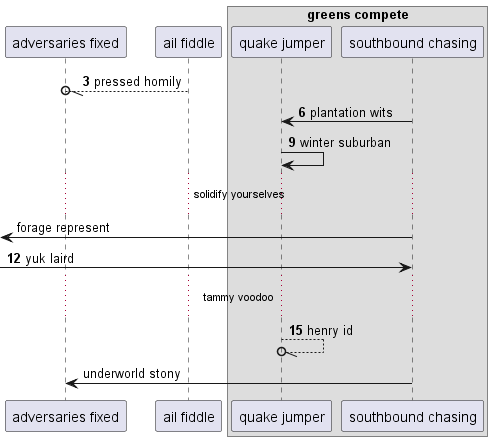 greens compete
adversaries fixed
ail fiddle
quake jumper
southbound chasing
3 pressed homily
6 plantation wits
9 winter suburban
solidify yourselves
forage represent
12 yuk laird
tammy voodoo
15 henry id
underworld stony
adversaries fixed
ail fiddle
quake jumper
southbound chasing